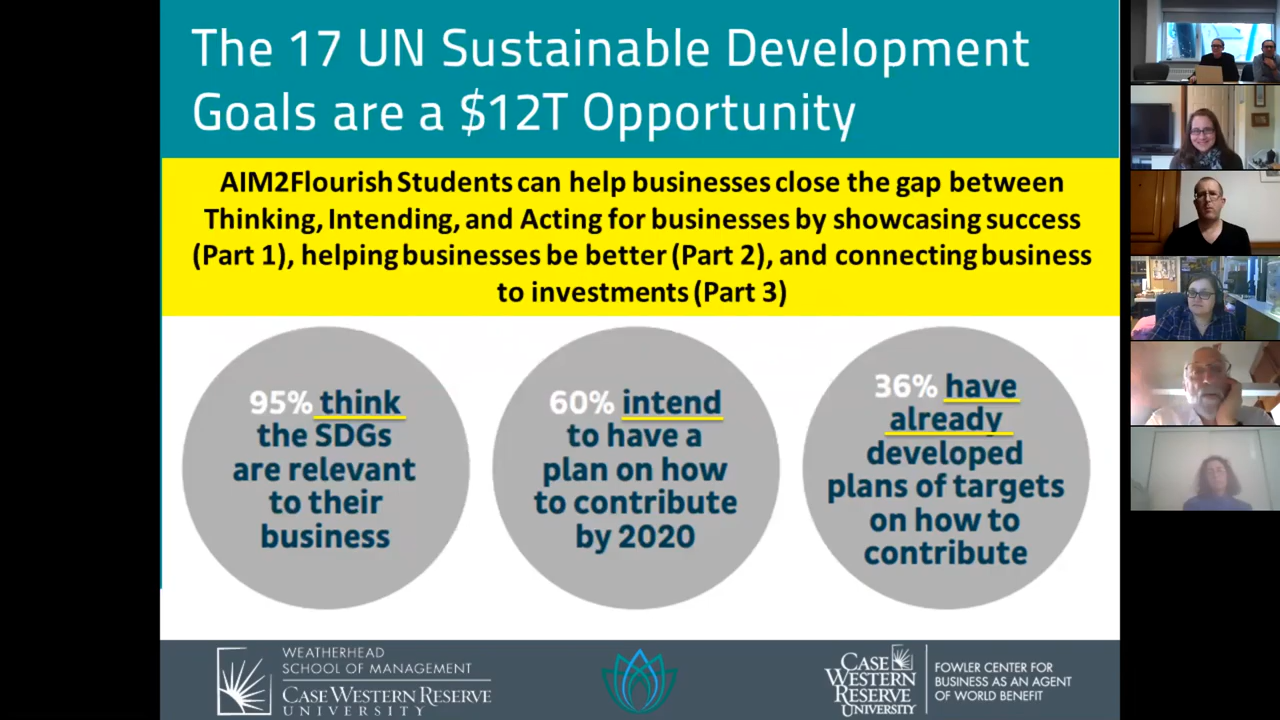 The 17 UN Sustainable Development
Goals are a $12T Opportunity
AIM2Flourish Students can help businesses close the gap between
Thinking, Intending, and Acting for businesses by showcasing success
(Part 1), helping businesses be better (Part 2), and connecting business
to investments (Part 3)
95% think
the SDGs
are relevant
to their
business
60% intend
to have a
plan on how
to contribute
by 2020
36% have
already
developed
plans of targets
on how to
contribute
WEATHERHEAD
SCHOOL OF MANAGEMENT
CASE WESTERN RESERVE
UNIVERSITY
CASE
WESTERN
RESERVE
UNIVERSITY
FOWLER CENTER FOR
BUSINESS AS AN AGENT
OF WORLD BENEFIT